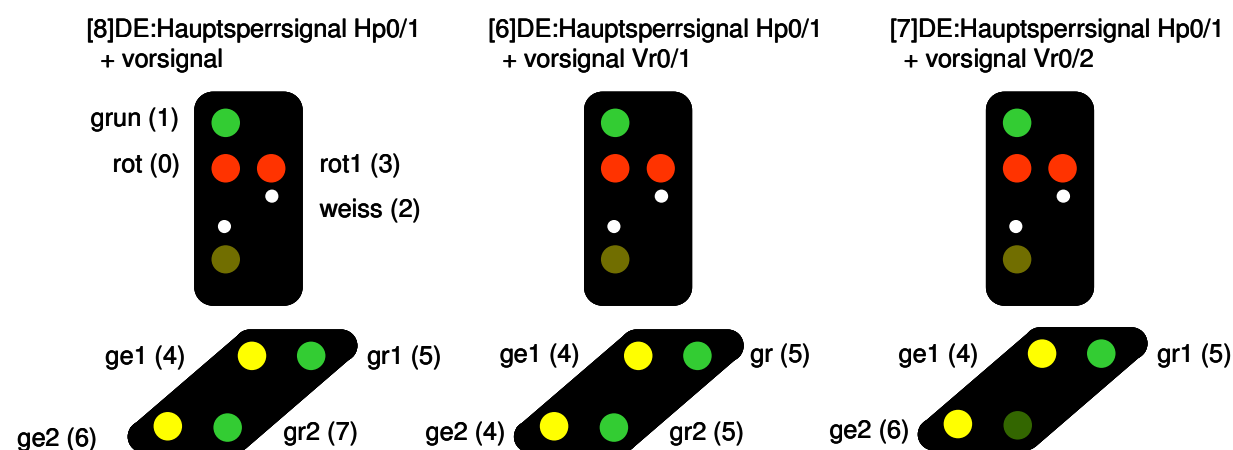 [8]DE:Hauptsperrsignal Hp0/1
+ vorsignal
grun (1)
rot (0)
rot1 (3)
weiss (2)
ge1 (4)
gr1 (5)
ge2 (6)
gr2 (7)
[6]DE:Hauptsperrsignal Hp0/1
+ vorsignal Vr0/1
ge1 (4)
gr (5)
ge2 (4)
gr2 (5)
[7]DE:Hauptsperrsignal Hp0/1
+ vorsignal Vr0/2
ge1 (4)
gr1 (5)
ge2 (6)